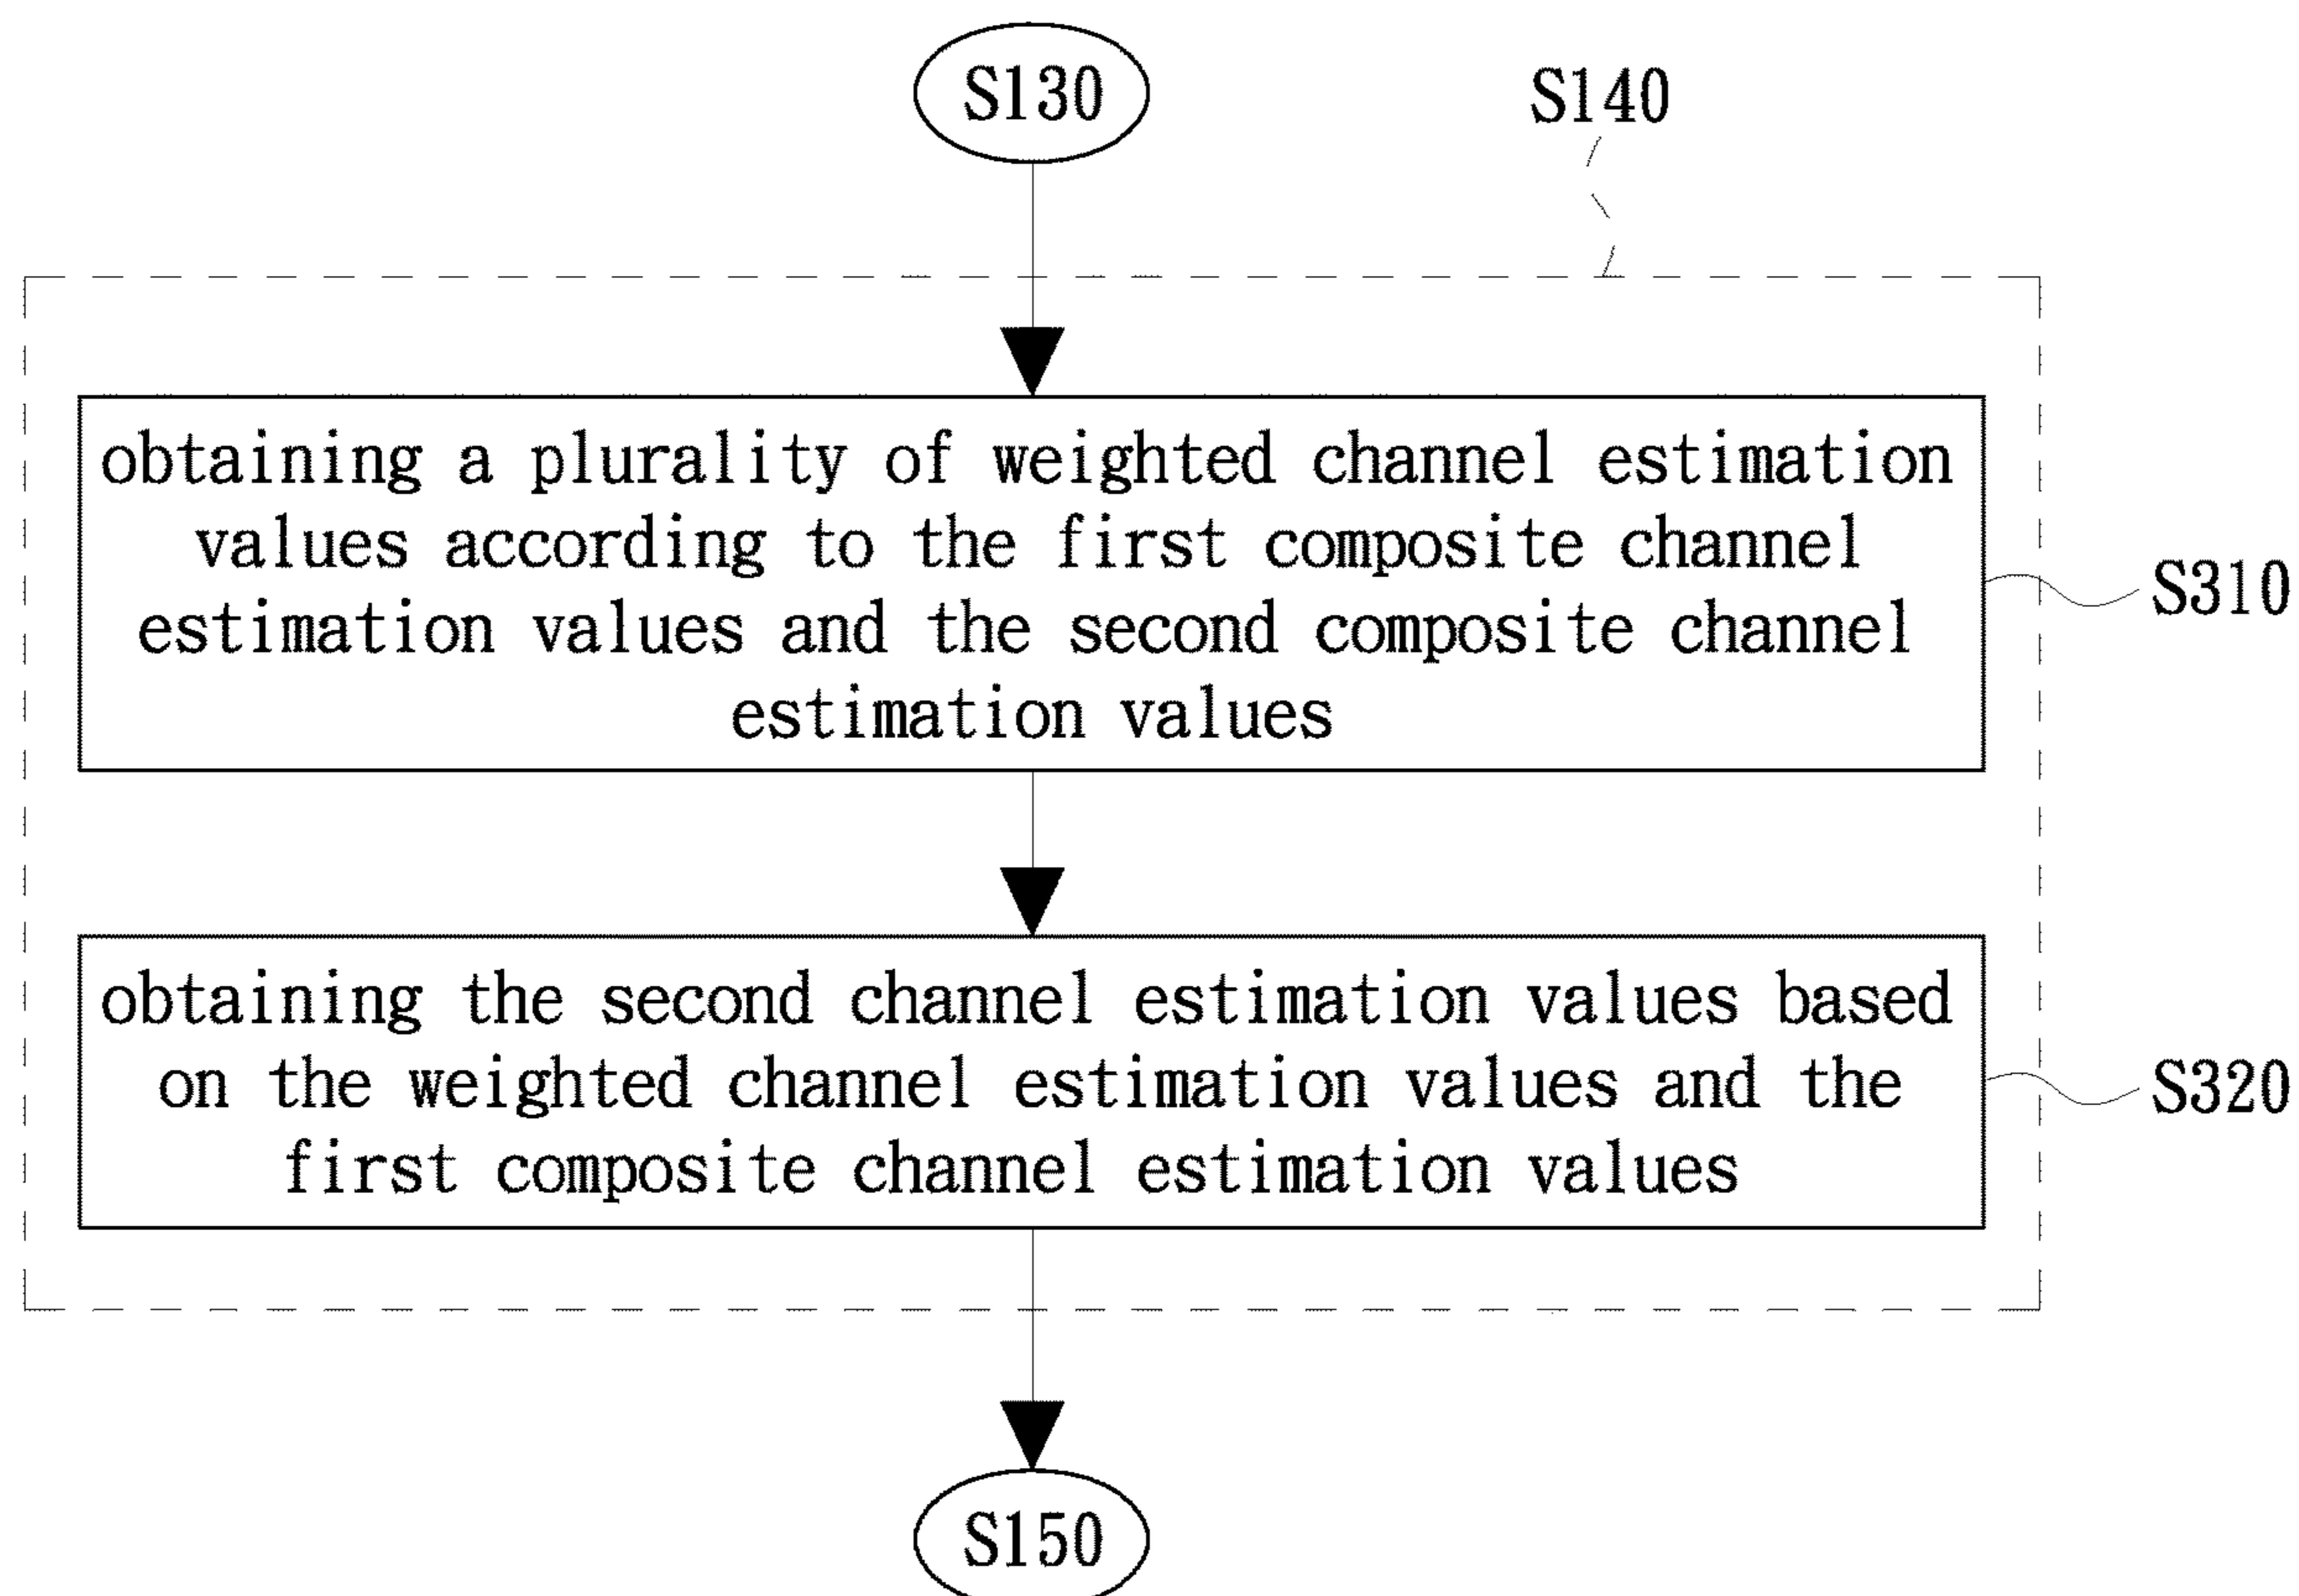 S130
S140
obtaining a plurality of weighted channel estimation
values according to the first composite channel
estimation values and the second composite channel
estimation values
S310
obtaining the second channel estimation values based
on the weighted channel estimation values and the
first composite channel estimation values
S320
S150